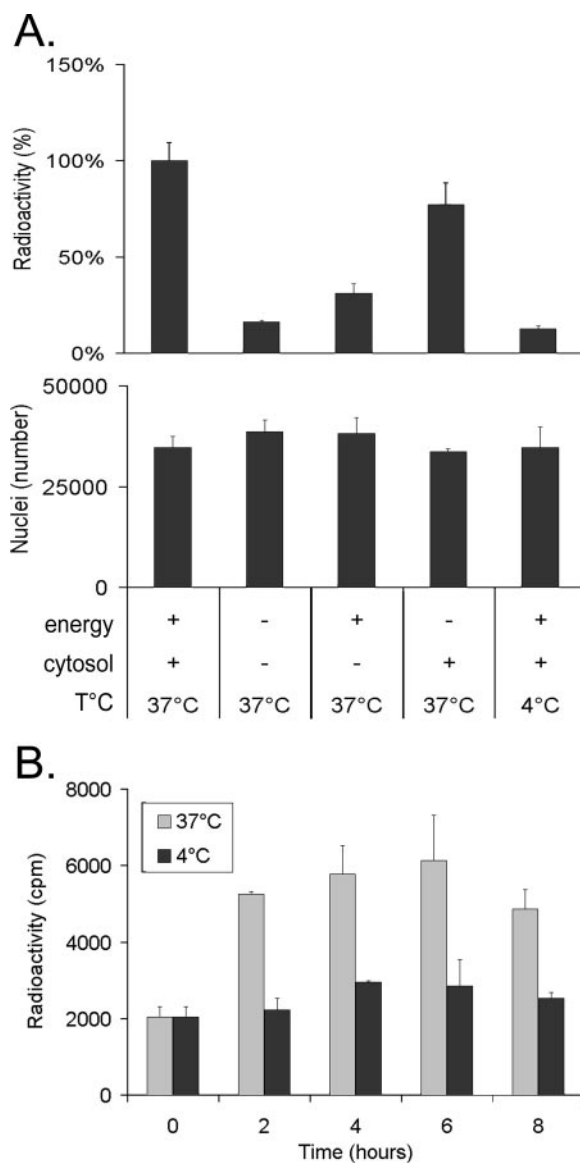 A.
150%
100%
50%
0%
Radioactivity (%)
50000
25000
0
Nuclei (number)
energy + - + - +
cytosol + - - + +
T°C 37°C 37°C 37°C 37°C 4°C
B.
8000
6000
4000
2000
0
Radioactivity (cpm)
37°C
4°C
0 2 4 6 8
Time (hours)